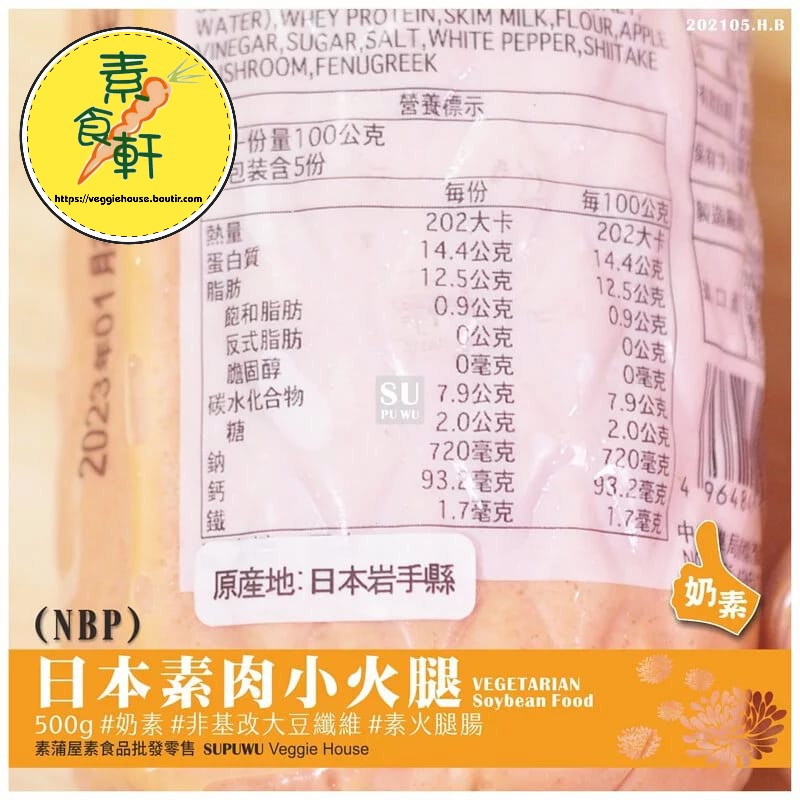 202105.H.B
WATER),WHEY PROTEIN,SKIM MILK,FLOUR,APPLE
VINEGAR,SUGAR,SALT,WHITE PEPPER,SHIITAKE
MUSHROOM,FENUGREEK
素食軒
https://veggiehouse.boutir.com
營養標示
一份量100公克
包装含5份
每份 每100公克
熱量 202大卡 202大卡
蛋白質 14.4公克 14.4公克
脂肪 12.5公克 12.5公克
飽和脂肪 0.9公克 0.9公克
反式脂肪 0公克 0公克
膽固醇 0毫克 0毫克
碳水化合物 7.9公克 7.9公克
糖 2.0公克 2.0公克
鈉 720毫克 720毫克
鈣 93.2毫克 93.2毫克
鐵 1.7毫克 1.7毫克
2023年01月
SU
PU WU
原産地:日本岩手縣
奶素
(NBP)
日本素肉小火腿 VEGETARIAN
Soybean Food
500g #奶素 #非基改大豆纖維 #素火腿腸
素蒲屋素食品批發零售 SUPUWU Veggie House